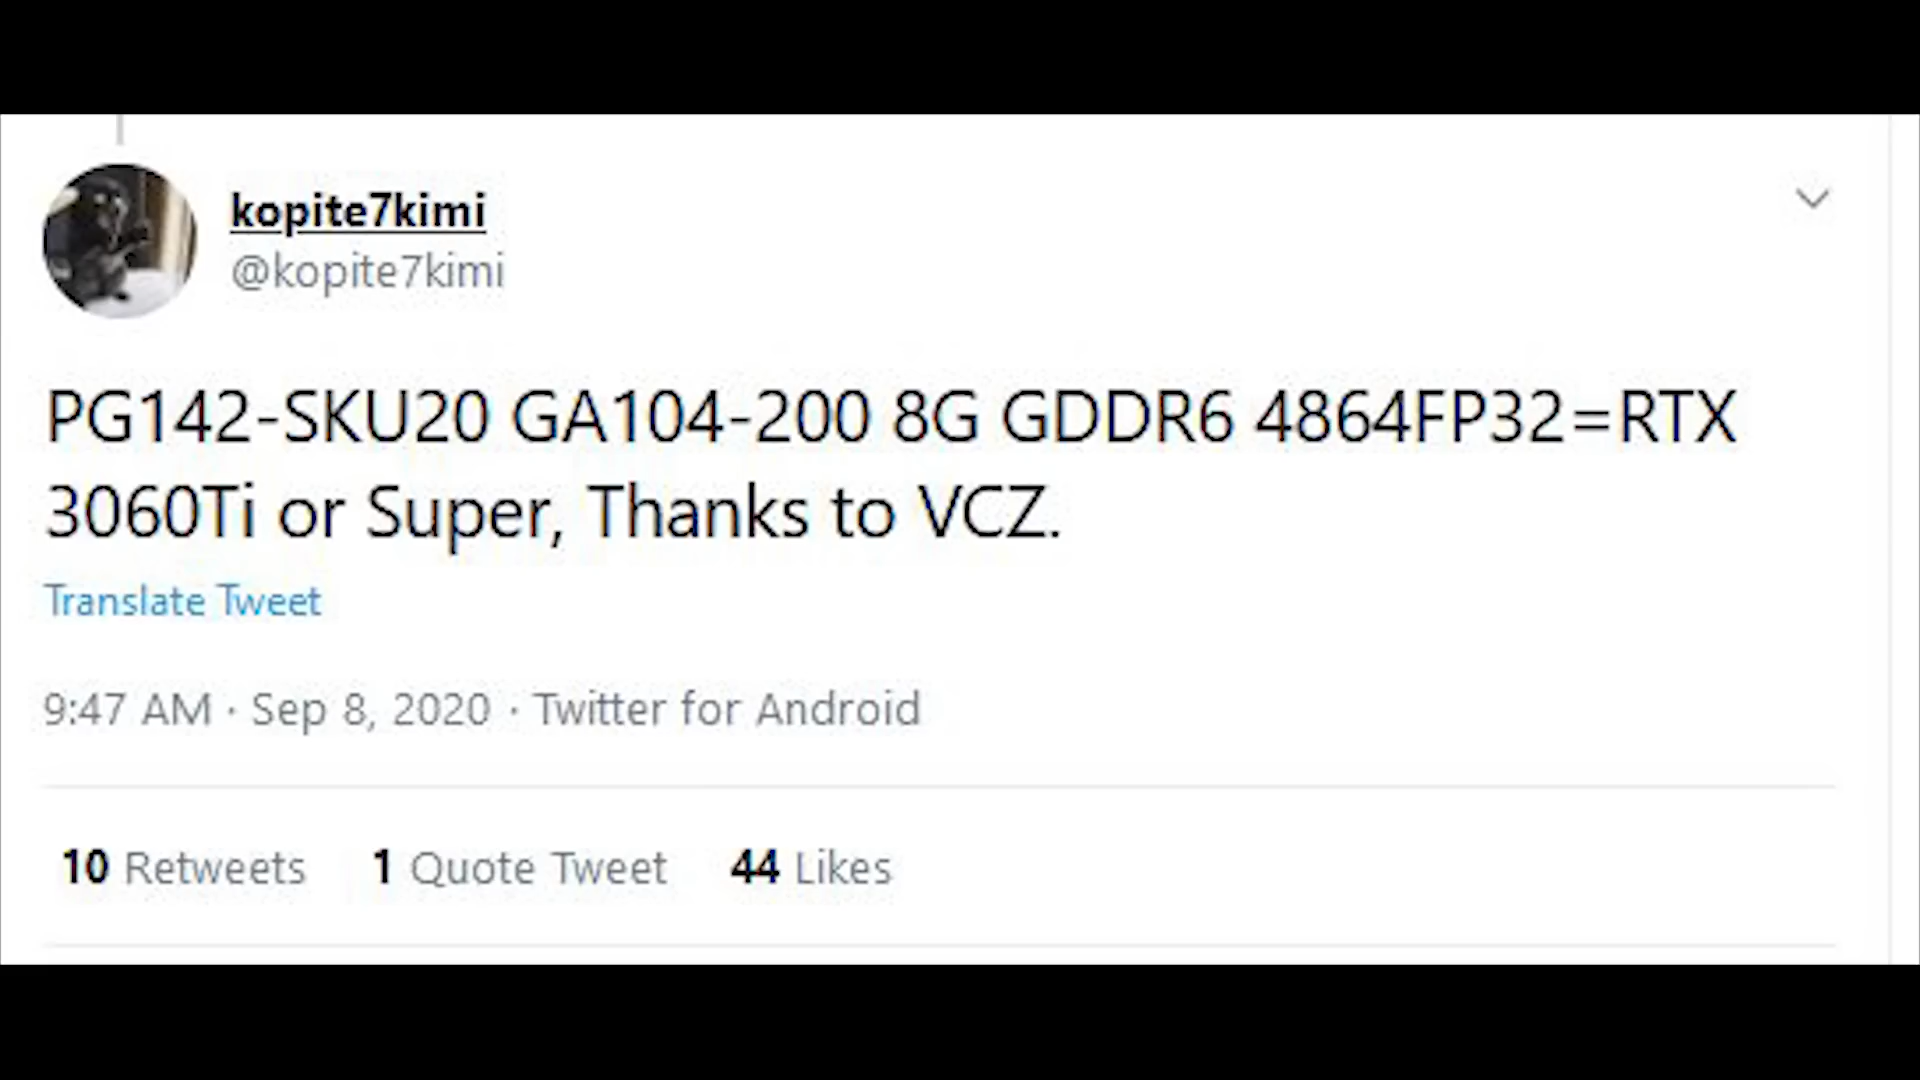 kopite7kimi
@kopite7kimi
PG142-SKU20 GA104-200 8G GDDR6 4864FP32=RTX
3060Ti or Super, Thanks to VCZ.
Translate Tweet
9:47 AM · Sep 8, 2020 · Twitter for Android
10 Retweets 1 Quote Tweet 44 Likes